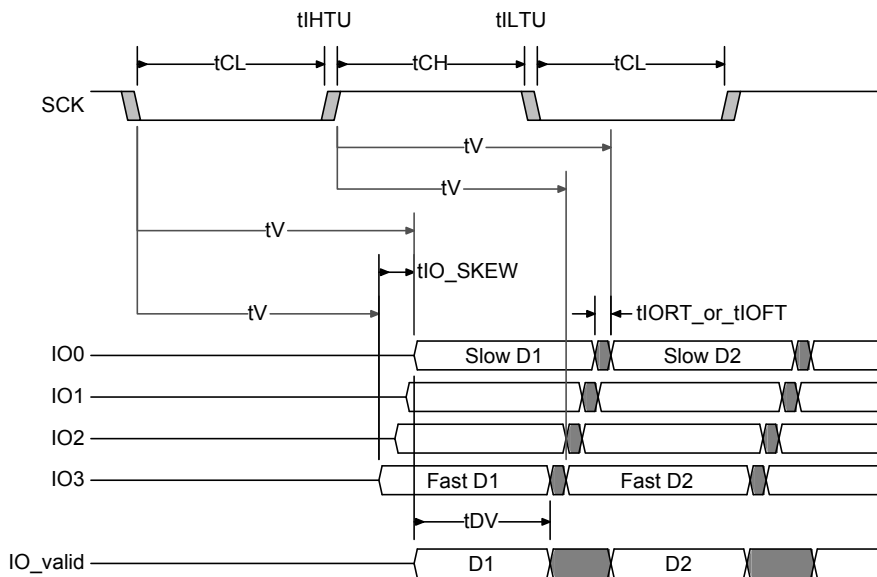 tIHTU tILTU
tCL tCH tCL
SCK
tV
tV
tV
tIO_SKEW
tV tIORT_or_tIOFT
IO0 Slow D1 Slow D2
IO1
IO2
IO3 Fast D1 Fast D2
tDV
IO_valid D1 D2